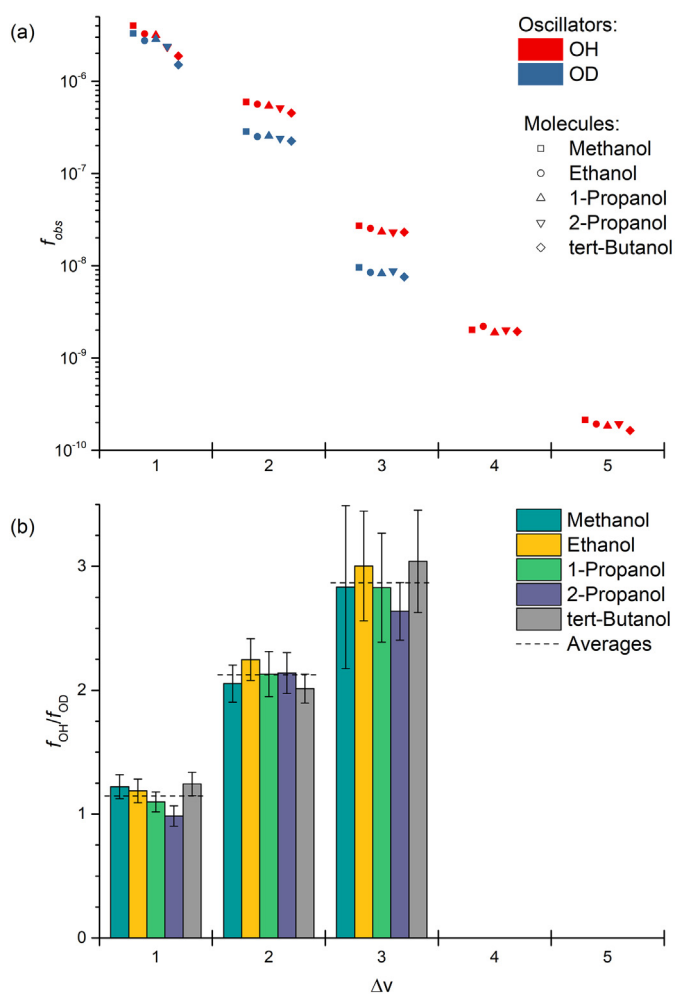 (a)
Oscillators:
OH
OD
Molecules:
Methanol
Ethanol
1-Propanol
2-Propanol
tert-Butanol
f_obs
10⁻⁶
10⁻⁷
10⁻⁸
10⁻⁹
10⁻¹⁰
1 2 3 4 5
(b)
Methanol
Ethanol
1-Propanol
2-Propanol
tert-Butanol
Averages
f_OH/f_OD
3
2
1
0
1 2 3 4 5
Δv